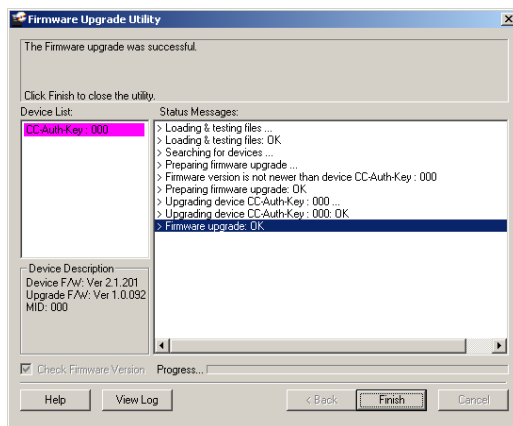 Firmware Upgrade Utility
The Firmware upgrade was successful.
Click Finish to close the utility.
Device List:
CC-Auth-Key : 000
Status Messages:
> Loading & testing files ...
> Loading & testing files: OK
> Searching for devices ...
> Preparing firmware upgrade ...
> Firmware version is not newer than device CC-Auth-Key : 000
> Preparing firmware upgrade: OK
> Upgrading device CC-Auth-Key : 000 ...
> Upgrading device CC-Auth-Key : 000: OK
> Firmware upgrade: OK
Device Description
Device F/W: Ver 2.1.201
Upgrade F/W: Ver 1.0.092
MID: 000
Check Firmware Version
Progress...
Help
View Log
< Back
Finish
Cancel